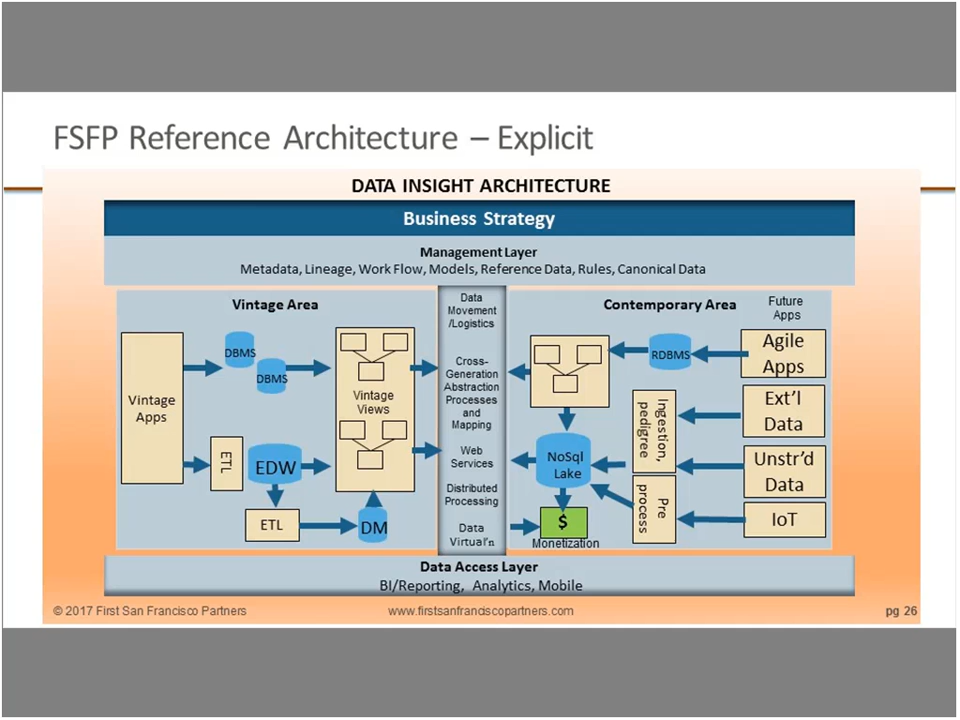 FSFP Reference Architecture – Explicit
DATA INSIGHT ARCHITECTURE
Business Strategy
Management Layer
Metadata, Lineage, Work Flow, Models, Reference Data, Rules, Canonical Data
Vintage Area
Vintage
Apps
DBMS
DBMS
ETL
EDW
ETL
DM
Vintage
Views
Data
Movement
/Logistics
Cross-
Generation
Abstraction
Processes
and
Mapping
Web
Services
Distributed
Processing
Data
Virtual'n
Contemporary Area
Future
Apps
RDBMS
Agile
Apps
Ext'l
Data
Ingestion,
pedigree
Unstr'd
Data
NoSql
Lake
Pre
process
IoT
$
Monetization
Data Access Layer
BI/Reporting, Analytics, Mobile
© 2017 First San Francisco Partners
www.firstsanfranciscopartners.com
pg 26